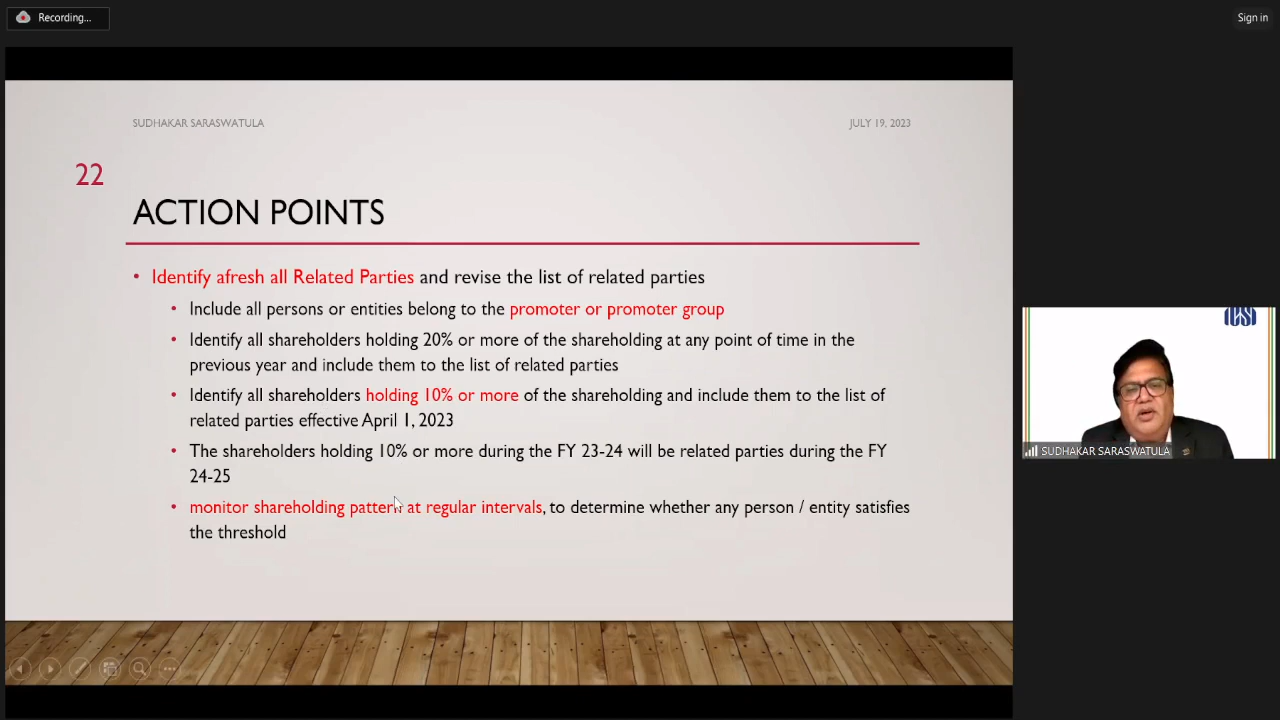 Recording...
Sign in
SUDHAKAR SARASWATULA
JULY 19, 2023
22
ACTION POINTS
• Identify afresh all Related Parties and revise the list of related parties
• Include all persons or entities belong to the promoter or promoter group
• Identify all shareholders holding 20% or more of the shareholding at any point of time in the
previous year and include them to the list of related parties
• Identify all shareholders holding 10% or more of the shareholding and include them to the list of
related parties effective April 1, 2023
• The shareholders holding 10% or more during the FY 23-24 will be related parties during the FY
24-25
• monitor shareholding pattern at regular intervals, to determine whether any person / entity satisfies
the threshold
ICSI
SUDHAKAR SARASWATULA